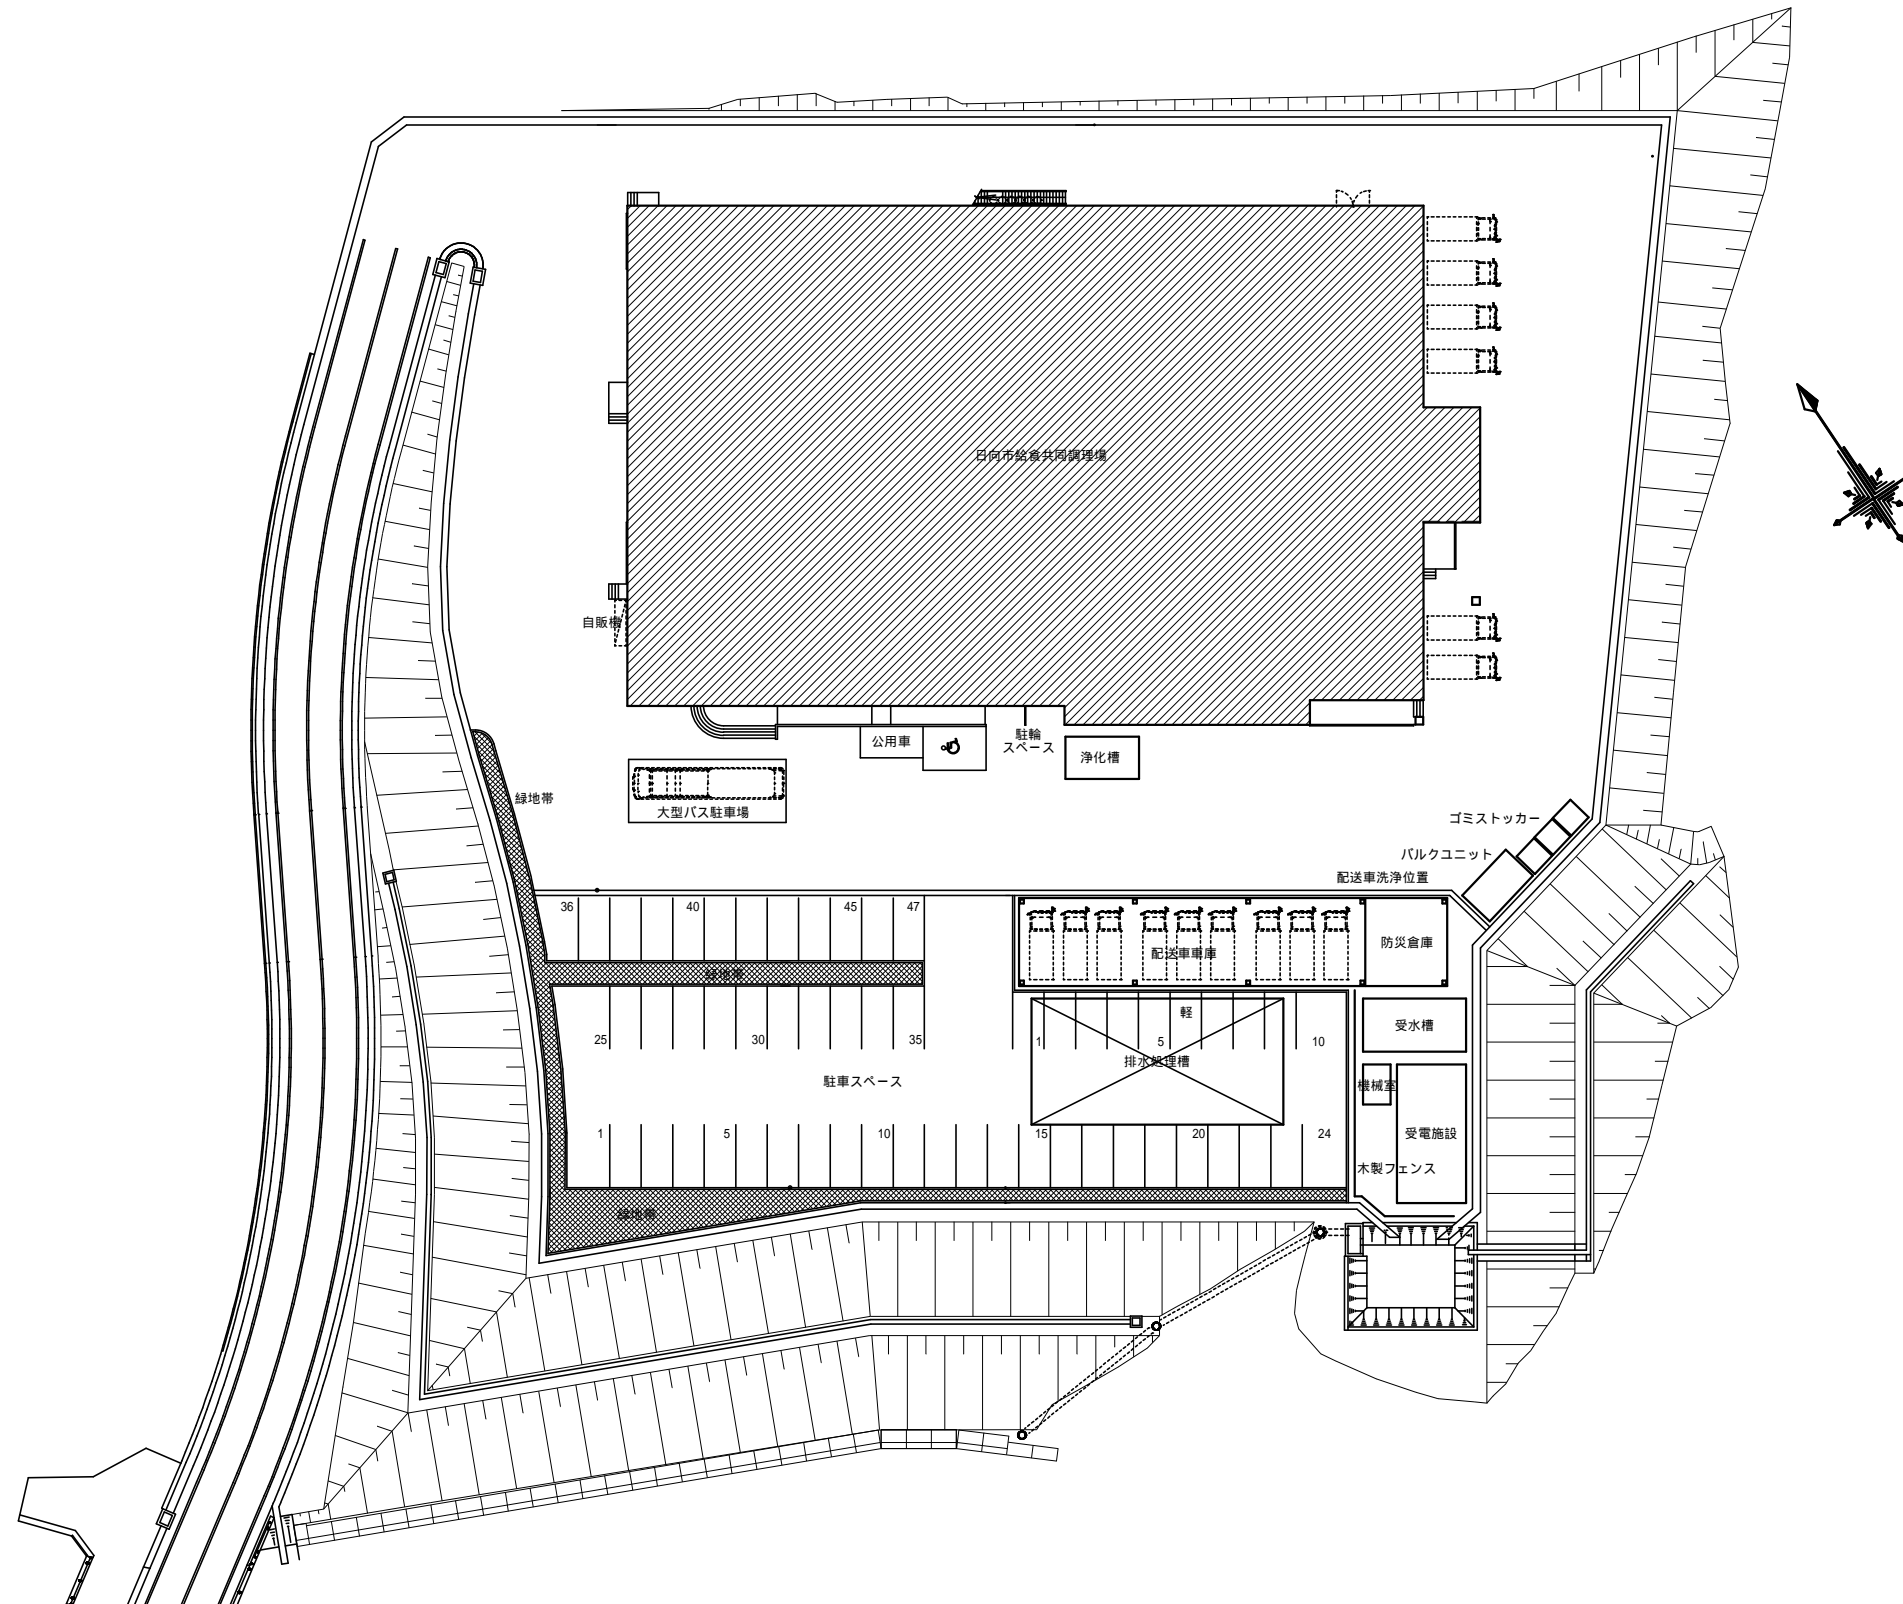 日向市給食共同調理場
自販機
公用車
駐輪
スペース
浄化槽
緑地帯
大型バス駐車場
ゴミストッカー
バルクユニット
配送車洗浄位置
36
40
45
47
配送車車庫
防災倉庫
緑地帯
軽
受水槽
25
30
35
1
5
10
排水処理槽
駐車スペース
機械室
1
5
10
15
20
24
受電施設
木製フェンス
緑地帯